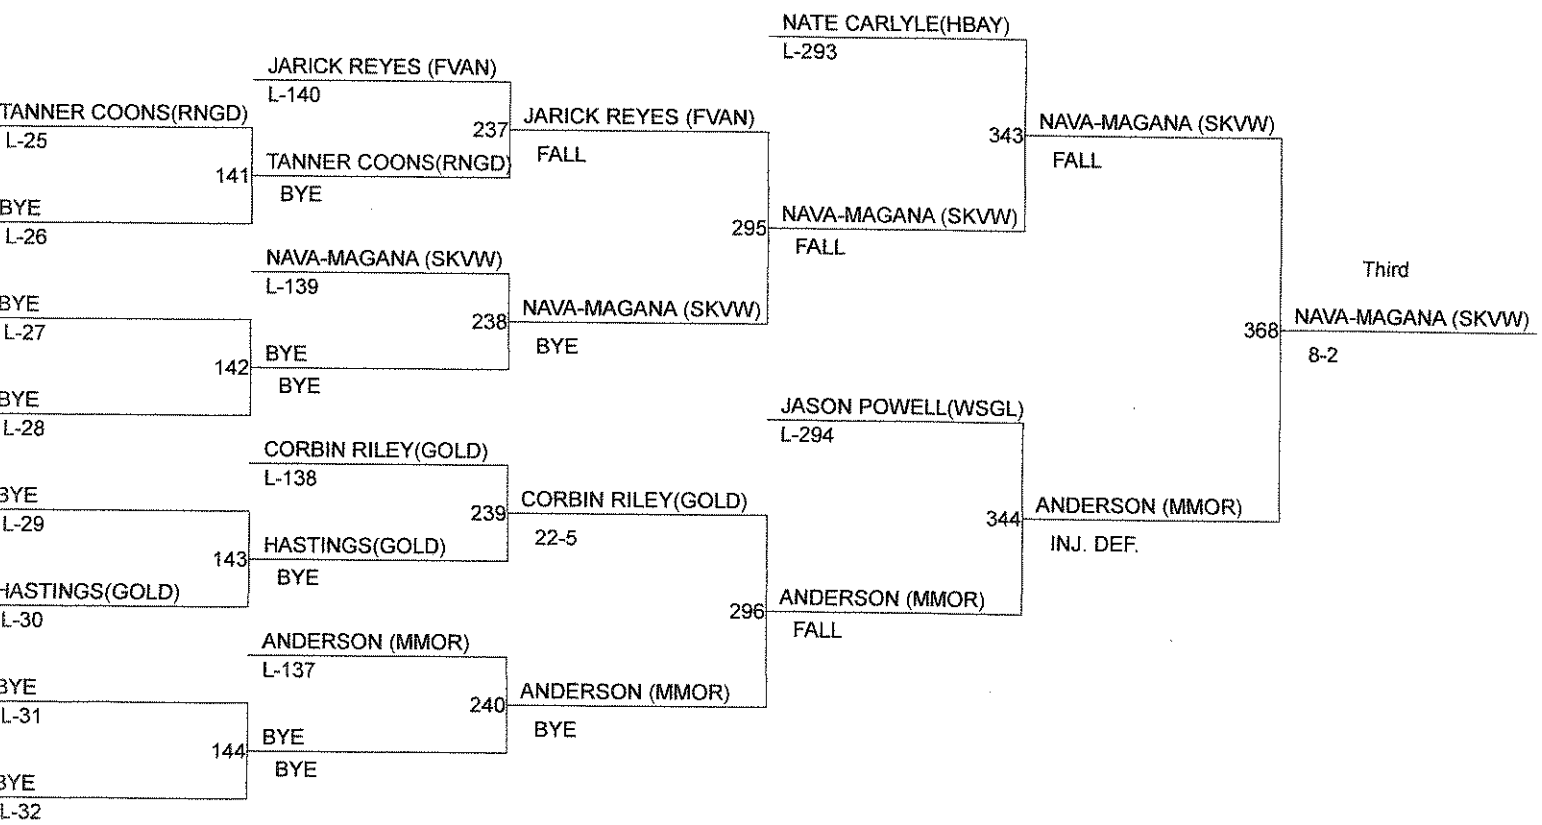 NATE CARLYLE(HBAY)
L-293
JARICK REYES (FVAN)
L-140
TANNER COONS(RNGD)
L-25
237
JARICK REYES (FVAN)
FALL
343
NAVA-MAGANA (SKVW)
FALL
141
TANNER COONS(RNGD)
BYE
BYE
L-26
295
NAVA-MAGANA (SKVW)
FALL
NAVA-MAGANA (SKVW)
L-139
Third
BYE
L-27
238
NAVA-MAGANA (SKVW)
BYE
368
NAVA-MAGANA (SKVW)
8-2
142
BYE
BYE
BYE
L-28
JASON POWELL(WSGL)
L-294
CORBIN RILEY(GOLD)
L-138
BYE
L-29
239
CORBIN RILEY(GOLD)
22-5
344
ANDERSON (MMOR)
INJ. DEF.
143
HASTINGS(GOLD)
BYE
HASTINGS(GOLD)
L-30
296
ANDERSON (MMOR)
FALL
ANDERSON (MMOR)
L-137
BYE
L-31
240
ANDERSON (MMOR)
BYE
144
BYE
BYE
BYE
L-32